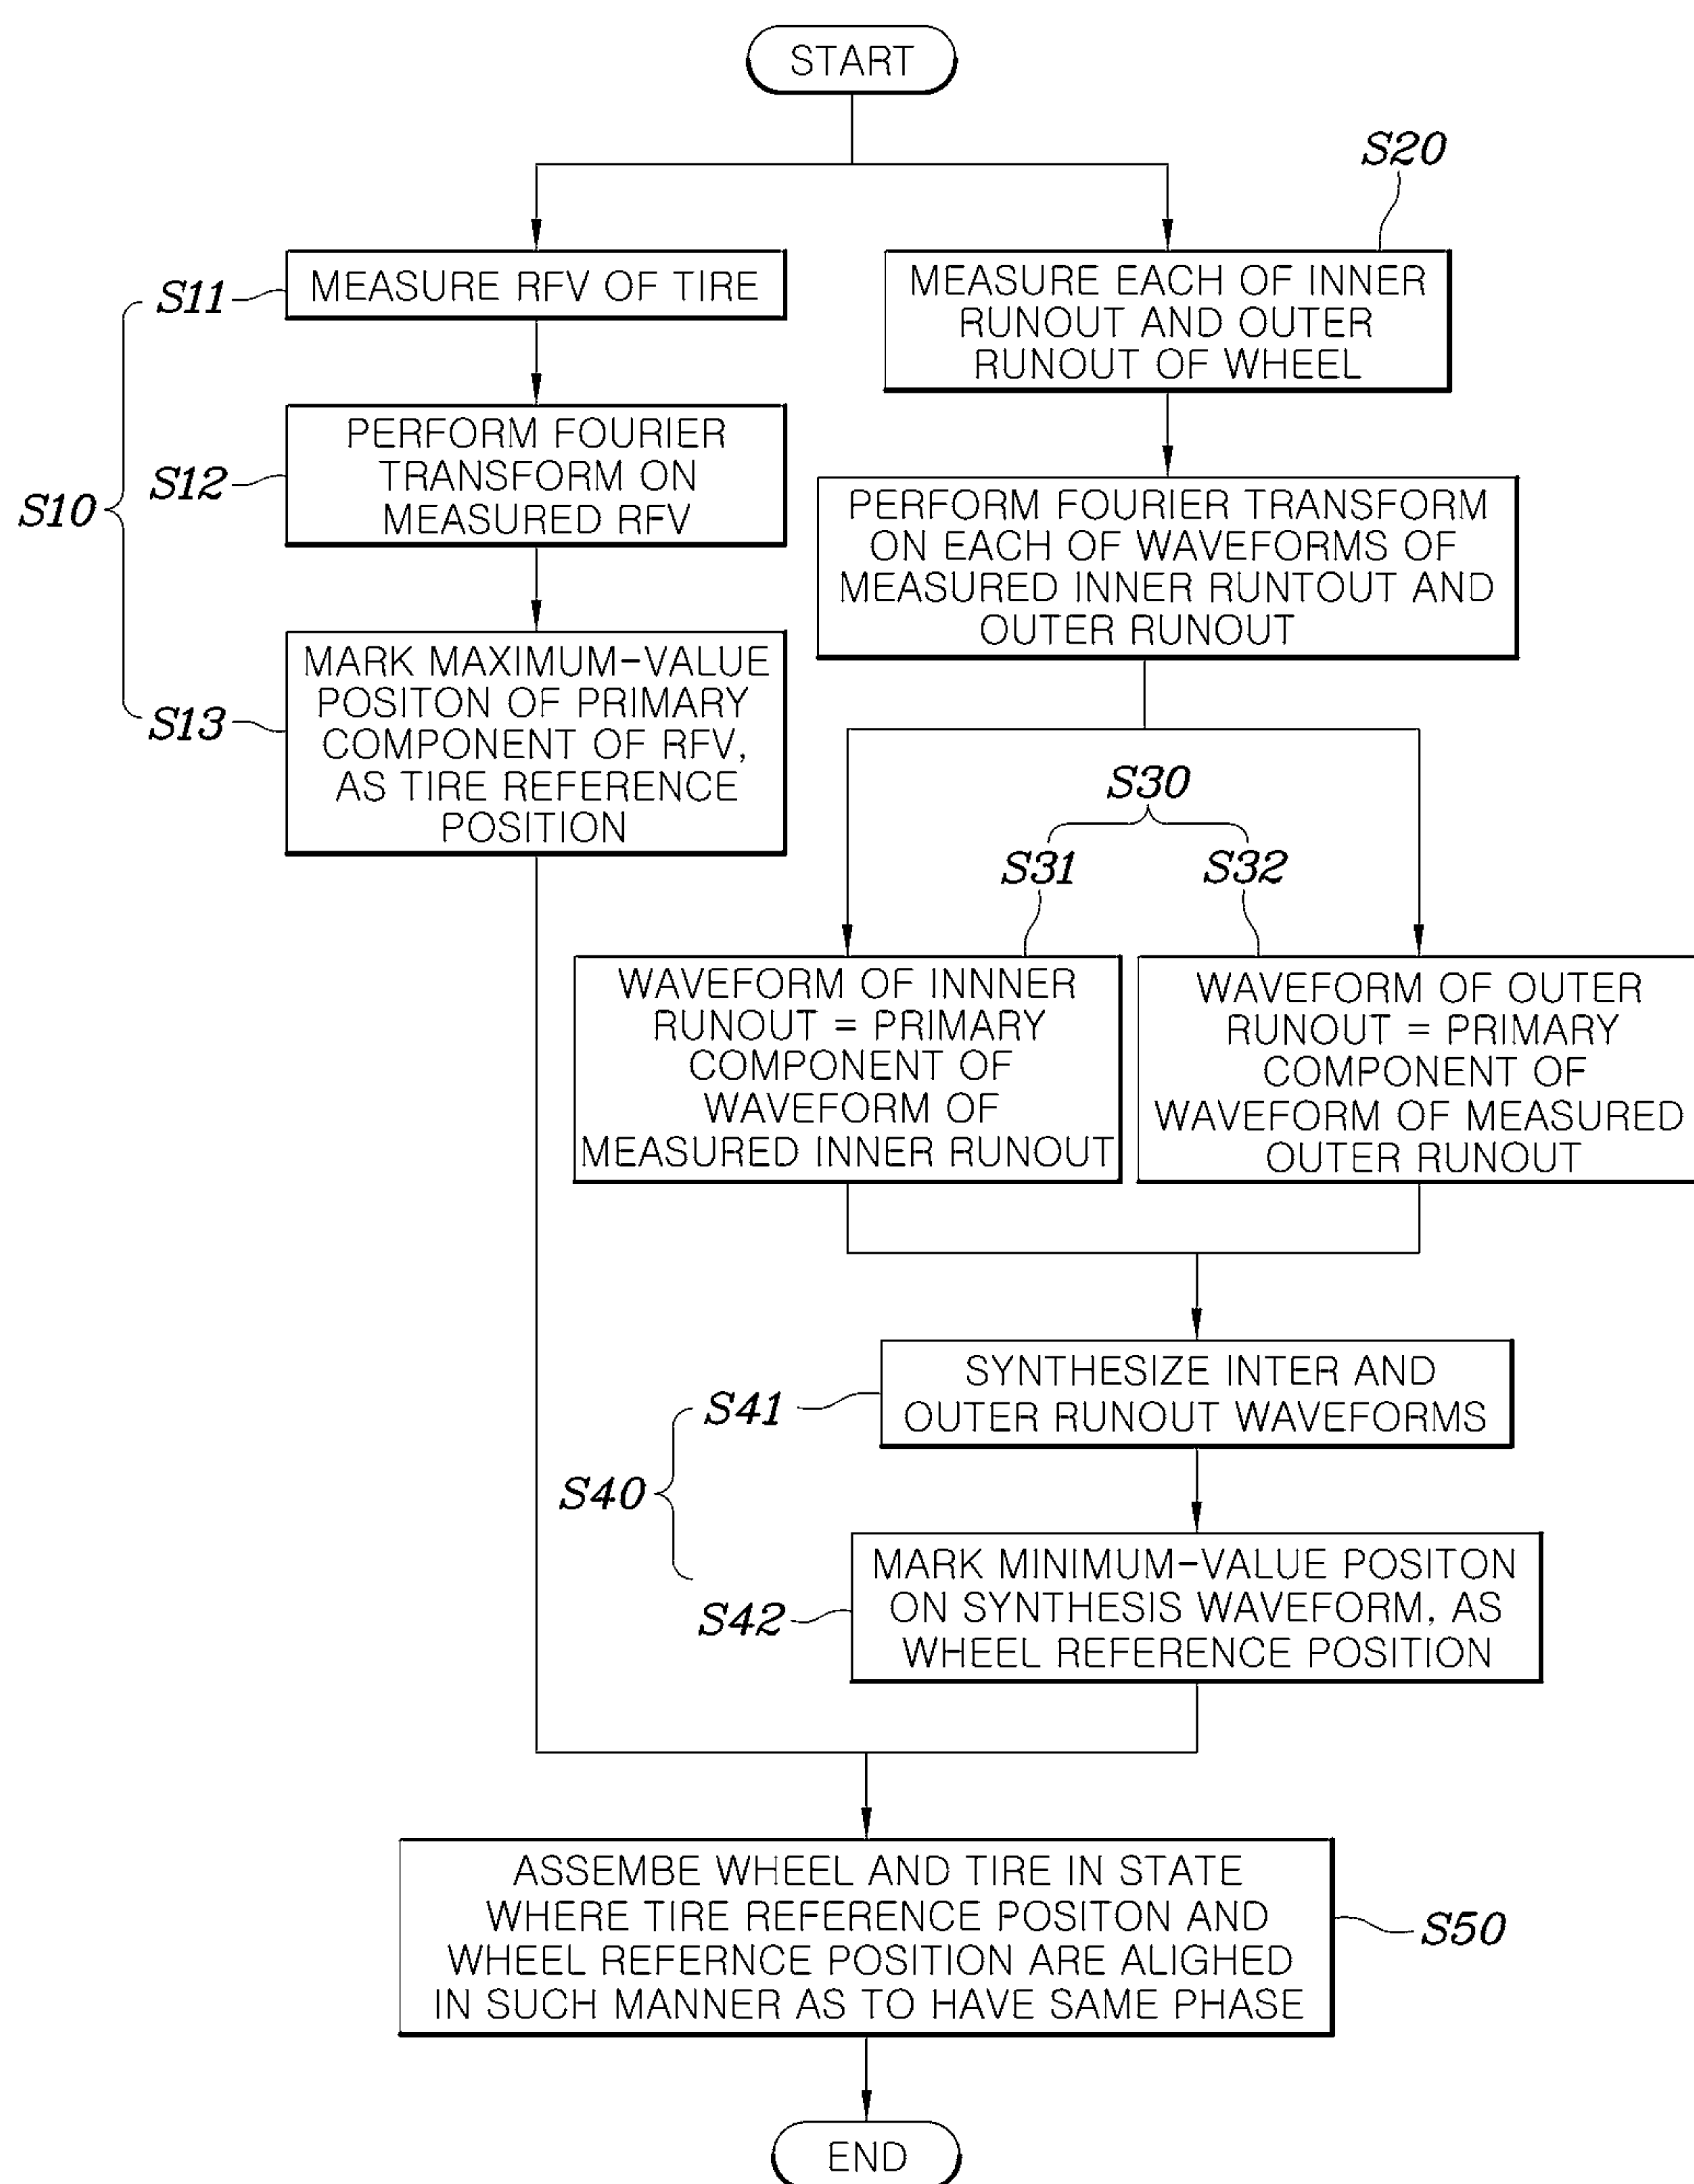 START
S20
S11
MEASURE RFV OF TIRE
MEASURE EACH OF INNER
RUNOUT AND OUTER
RUNOUT OF WHEEL
S10
S12
PERFORM FOURIER
TRANSFORM ON
MEASURED RFV
PERFORM FOURIER TRANSFORM
ON EACH OF WAVEFORMS OF
MEASURED INNER RUNTOUT AND
OUTER RUNOUT
S13
MARK MAXIMUM-VALUE
POSITON OF PRIMARY
COMPONENT OF RFV,
AS TIRE REFERENCE
POSITION
S30
S31
S32
WAVEFORM OF INNNER
RUNOUT = PRIMARY
COMPONENT OF
WAVEFORM OF
MEASURED INNER RUNOUT
WAVEFORM OF OUTER
RUNOUT = PRIMARY
COMPONENT OF
WAVEFORM OF MEASURED
OUTER RUNOUT
S41
SYNTHESIZE INTER AND
OUTER RUNOUT WAVEFORMS
S40
S42
MARK MINIMUM-VALUE POSITON
ON SYNTHESIS WAVEFORM, AS
WHEEL REFERENCE POSITION
ASSEMBE WHEEL AND TIRE IN STATE
WHERE TIRE REFERENCE POSITON AND
WHEEL REFERNCE POSITION ARE ALIGHED
IN SUCH MANNER AS TO HAVE SAME PHASE
S50
END